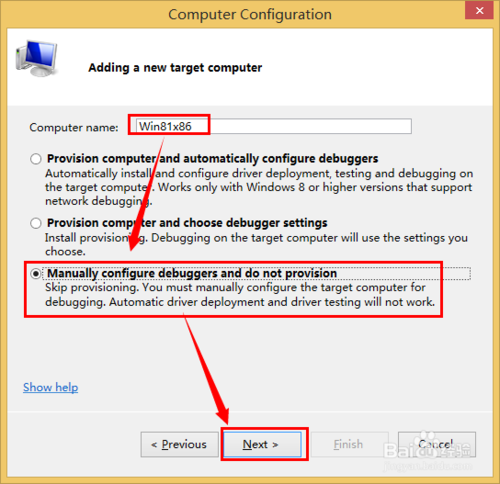 Computer Configuration
Adding a new target computer
Computer name: Win81x86
Provision computer and automatically configure debuggers
Automatically install and configure driver deployment, testing and debugging on
the target computer. Works only with Windows 8 or higher versions that support
network debugging.
Provision computer and choose debugger settings
Install provisioning. Debugging on the target computer will use the settings you
choose.
Manually configure debuggers and do not provision
Skip provisioning. You must manually configure the target computer for
debugging. Automatic driver deployment and driver testing will not work.
Show help
< Previous Next > Finish Cancel
Baidu 经验
jingyan.baidu.com